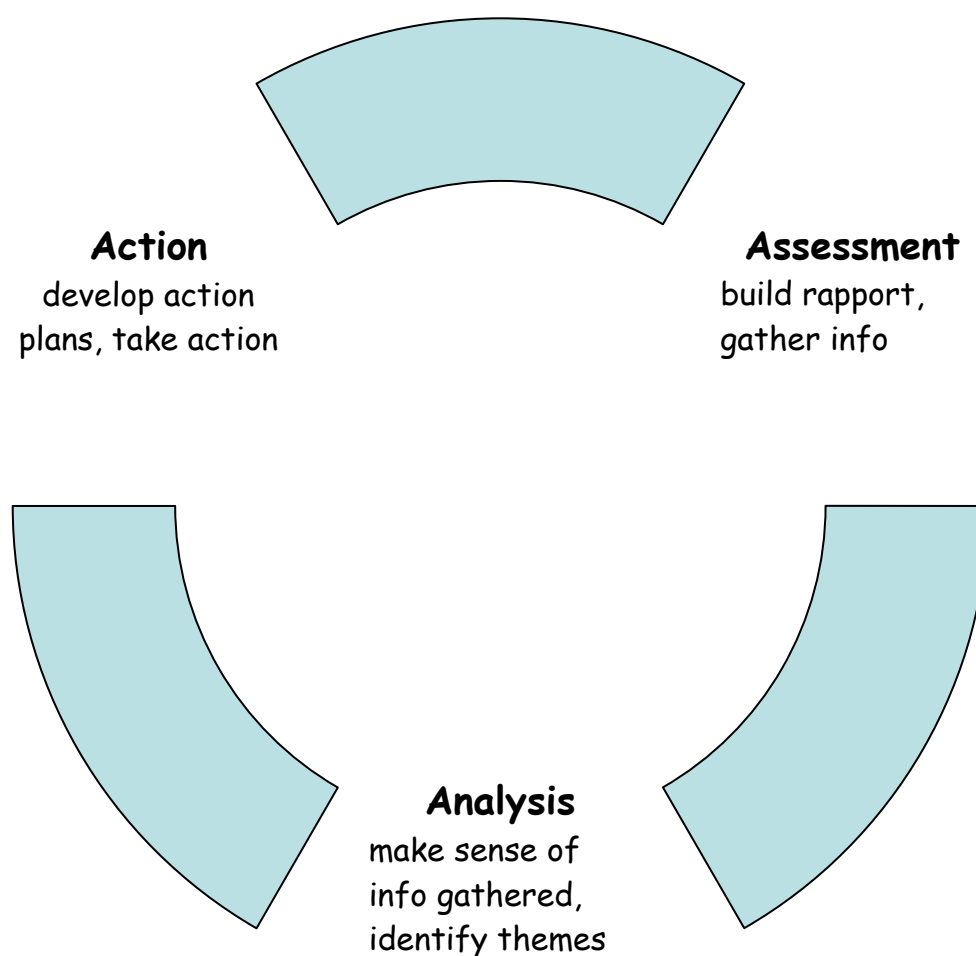 Action
develop action
plans, take action
Assessment
build rapport,
gather info
Analysis
make sense of
info gathered,
identify themes